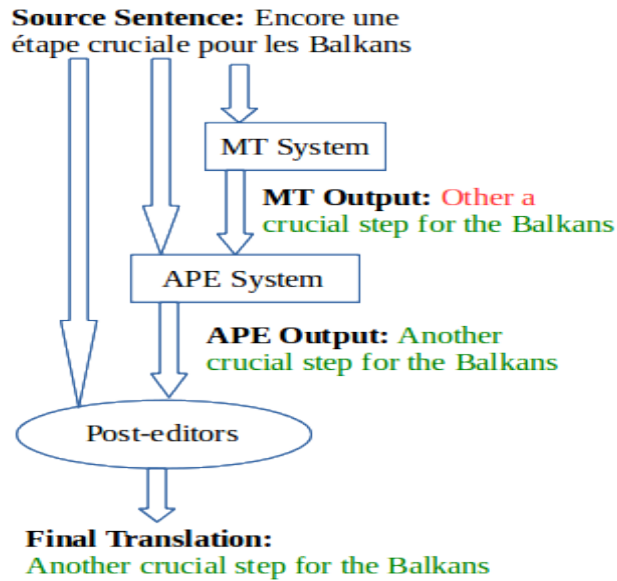 Source Sentence: Encore une
étape cruciale pour les Balkans
MT System
MT Output: Other a
crucial step for the Balkans
APE System
APE Output: Another
crucial step for the Balkans
Post-editors
Final Translation:
Another crucial step for the Balkans